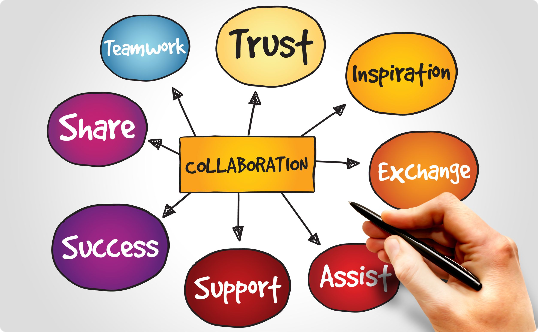 Teamwork
Trust
Inspiration
Share
COLLABORATION
Exchange
Success
Support
Assist